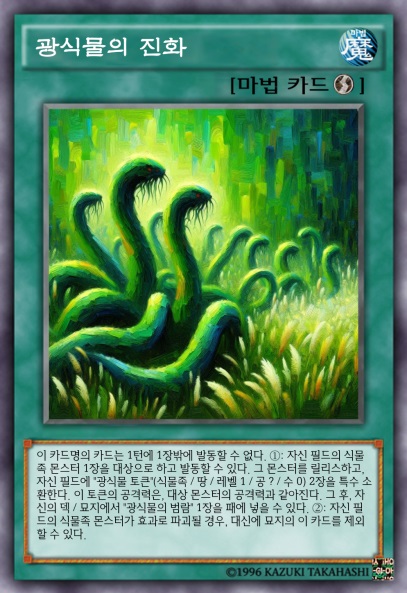 광식물의 진화
마법
魔
[마법 카드]
이 카드명의 카드는 1턴에 1장밖에 발동할 수 없다. ①: 자신 필드의 식물
족 몬스터 1장을 대상으로 하고 발동할 수 있다. 그 몬스터를 릴리스하고,
자신 필드에 "광식물 토큰"(식물족 / 땅 / 레벨 1 / 공 ? / 수 0) 2장을 특수 소
환한다. 이 토큰의 공격력은, 대상 몬스터의 공격력과 같아진다. 그 후, 자
신의 덱 / 묘지에서 "광식물의 범람" 1장을 패에 넣을 수 있다. ②: 자신 필
드의 식물족 몬스터가 효과로 파괴될 경우, 대신에 묘지의 이 카드를 제외
할 수 있다.
©1996 KAZUKI TAKAHASHI